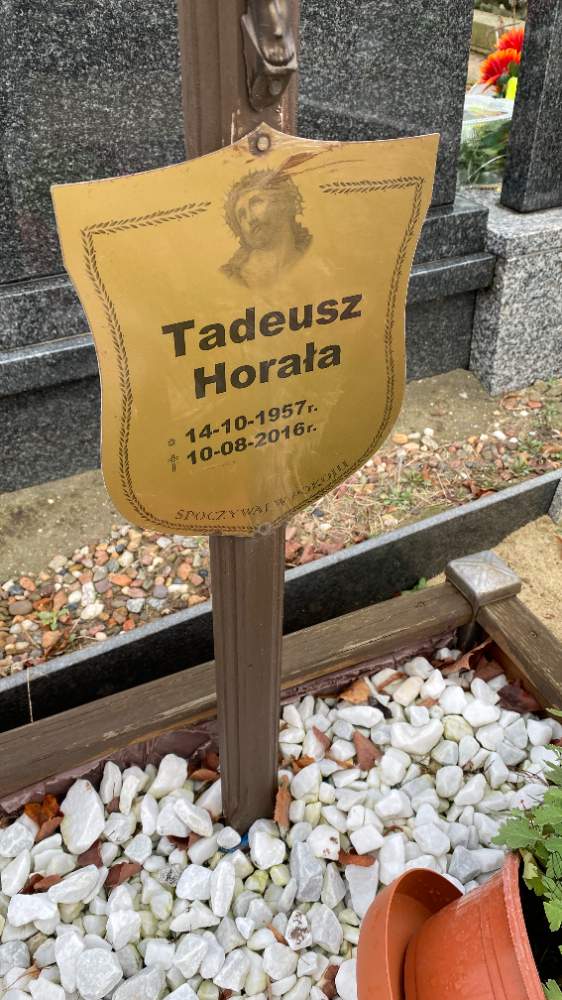 Tadeusz
Horała
* 14-10-1957r.
† 10-08-2016r.
SPOCZYWAJ W POKOJU